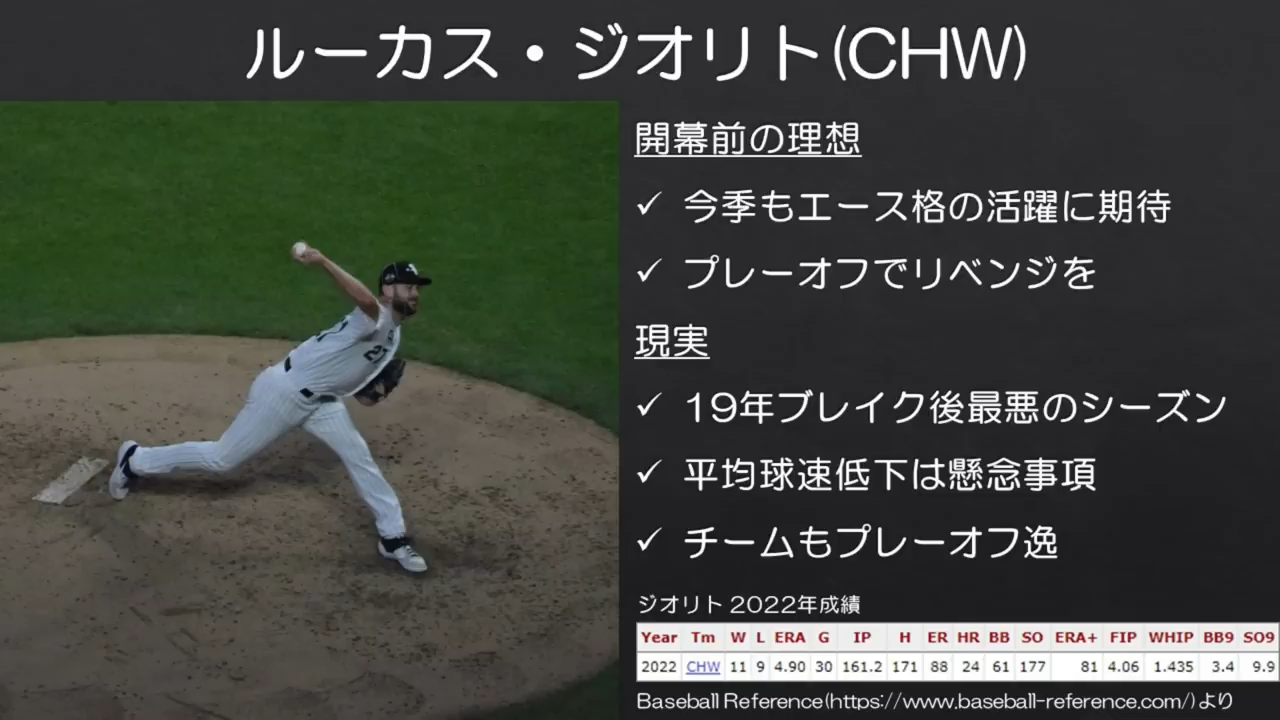 ルーカス・ジオリト(CHW)
開幕前の理想
✓ 今季もエース格の活躍に期待
✓ プレーオフでリベンジを
現実
✓ 19年ブレイク後最悪のシーズン
✓ 平均球速低下は懸念事項
✓ チームもプレーオフ逸
27
ジオリト 2022年成績
Year Tm W L ERA G IP H ER HR BB SO ERA+ FIP WHIP BB9 SO9
2022 CHW 11 9 4.90 30 161.2 171 88 24 61 177 81 4.06 1.435 3.4 9.9
Baseball Reference(https://www.baseball-reference.com/)より